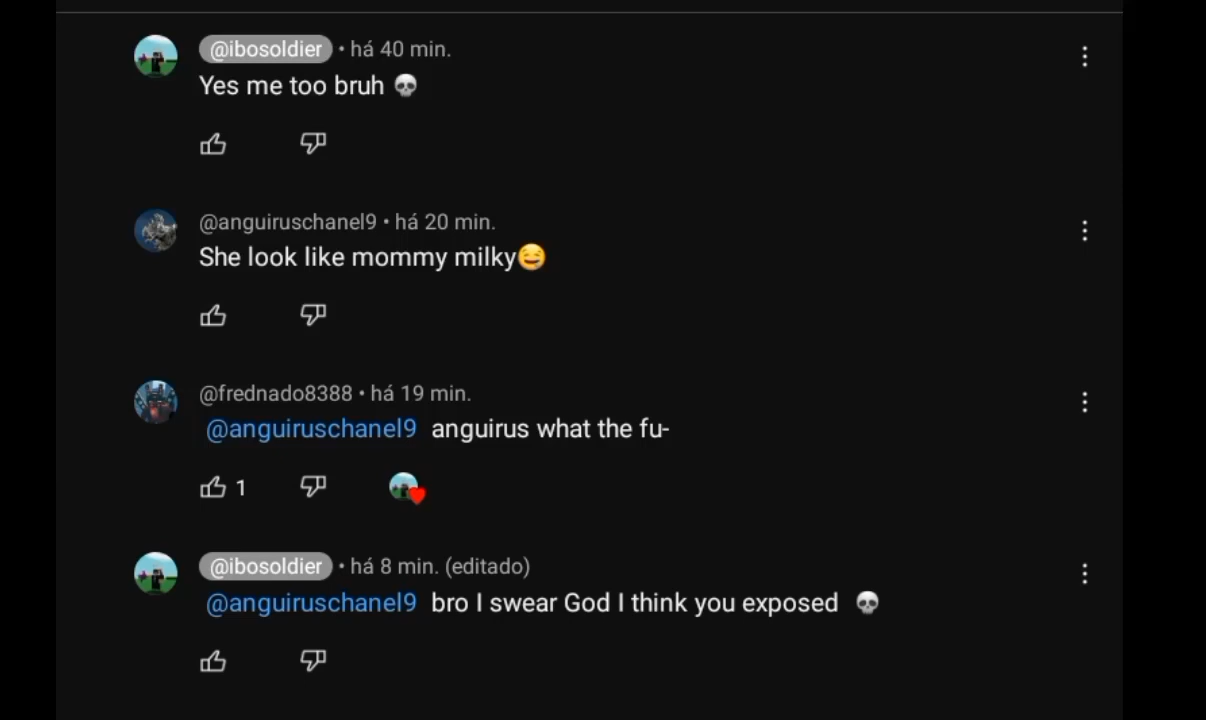 @ibosoldier • há 40 min.
Yes me too bruh 💀
@anguiruschanel9 • há 20 min.
She look like mommy milky🤤
@frednado8388 • há 19 min.
@anguiruschanel9 anguirus what the fu-
1
@ibosoldier • há 8 min. (editado)
@anguiruschanel9 bro I swear God I think you exposed 💀